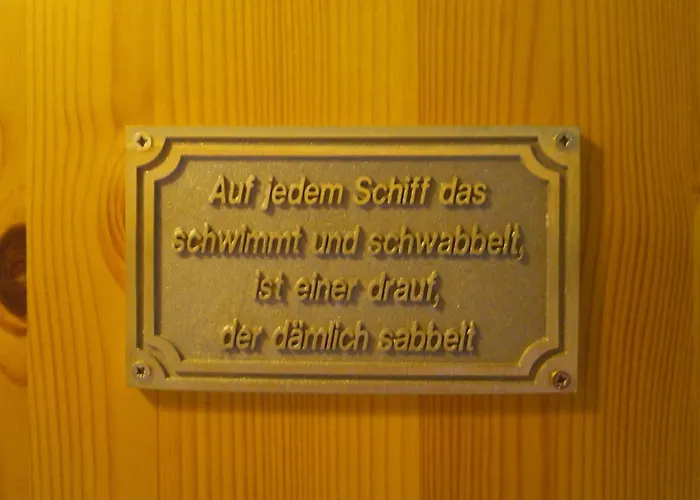 Auf jedem Schiff das
schwimmt und schwabbelt,
ist einer drauf,
der dämlich sabbelt